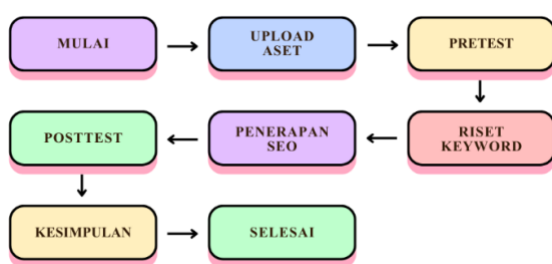 MULAI
UPLOAD
ASET
PRETEST
RISET
KEYWORD
PENERAPAN
SEO
POSTTEST
KESIMPULAN
SELESAI